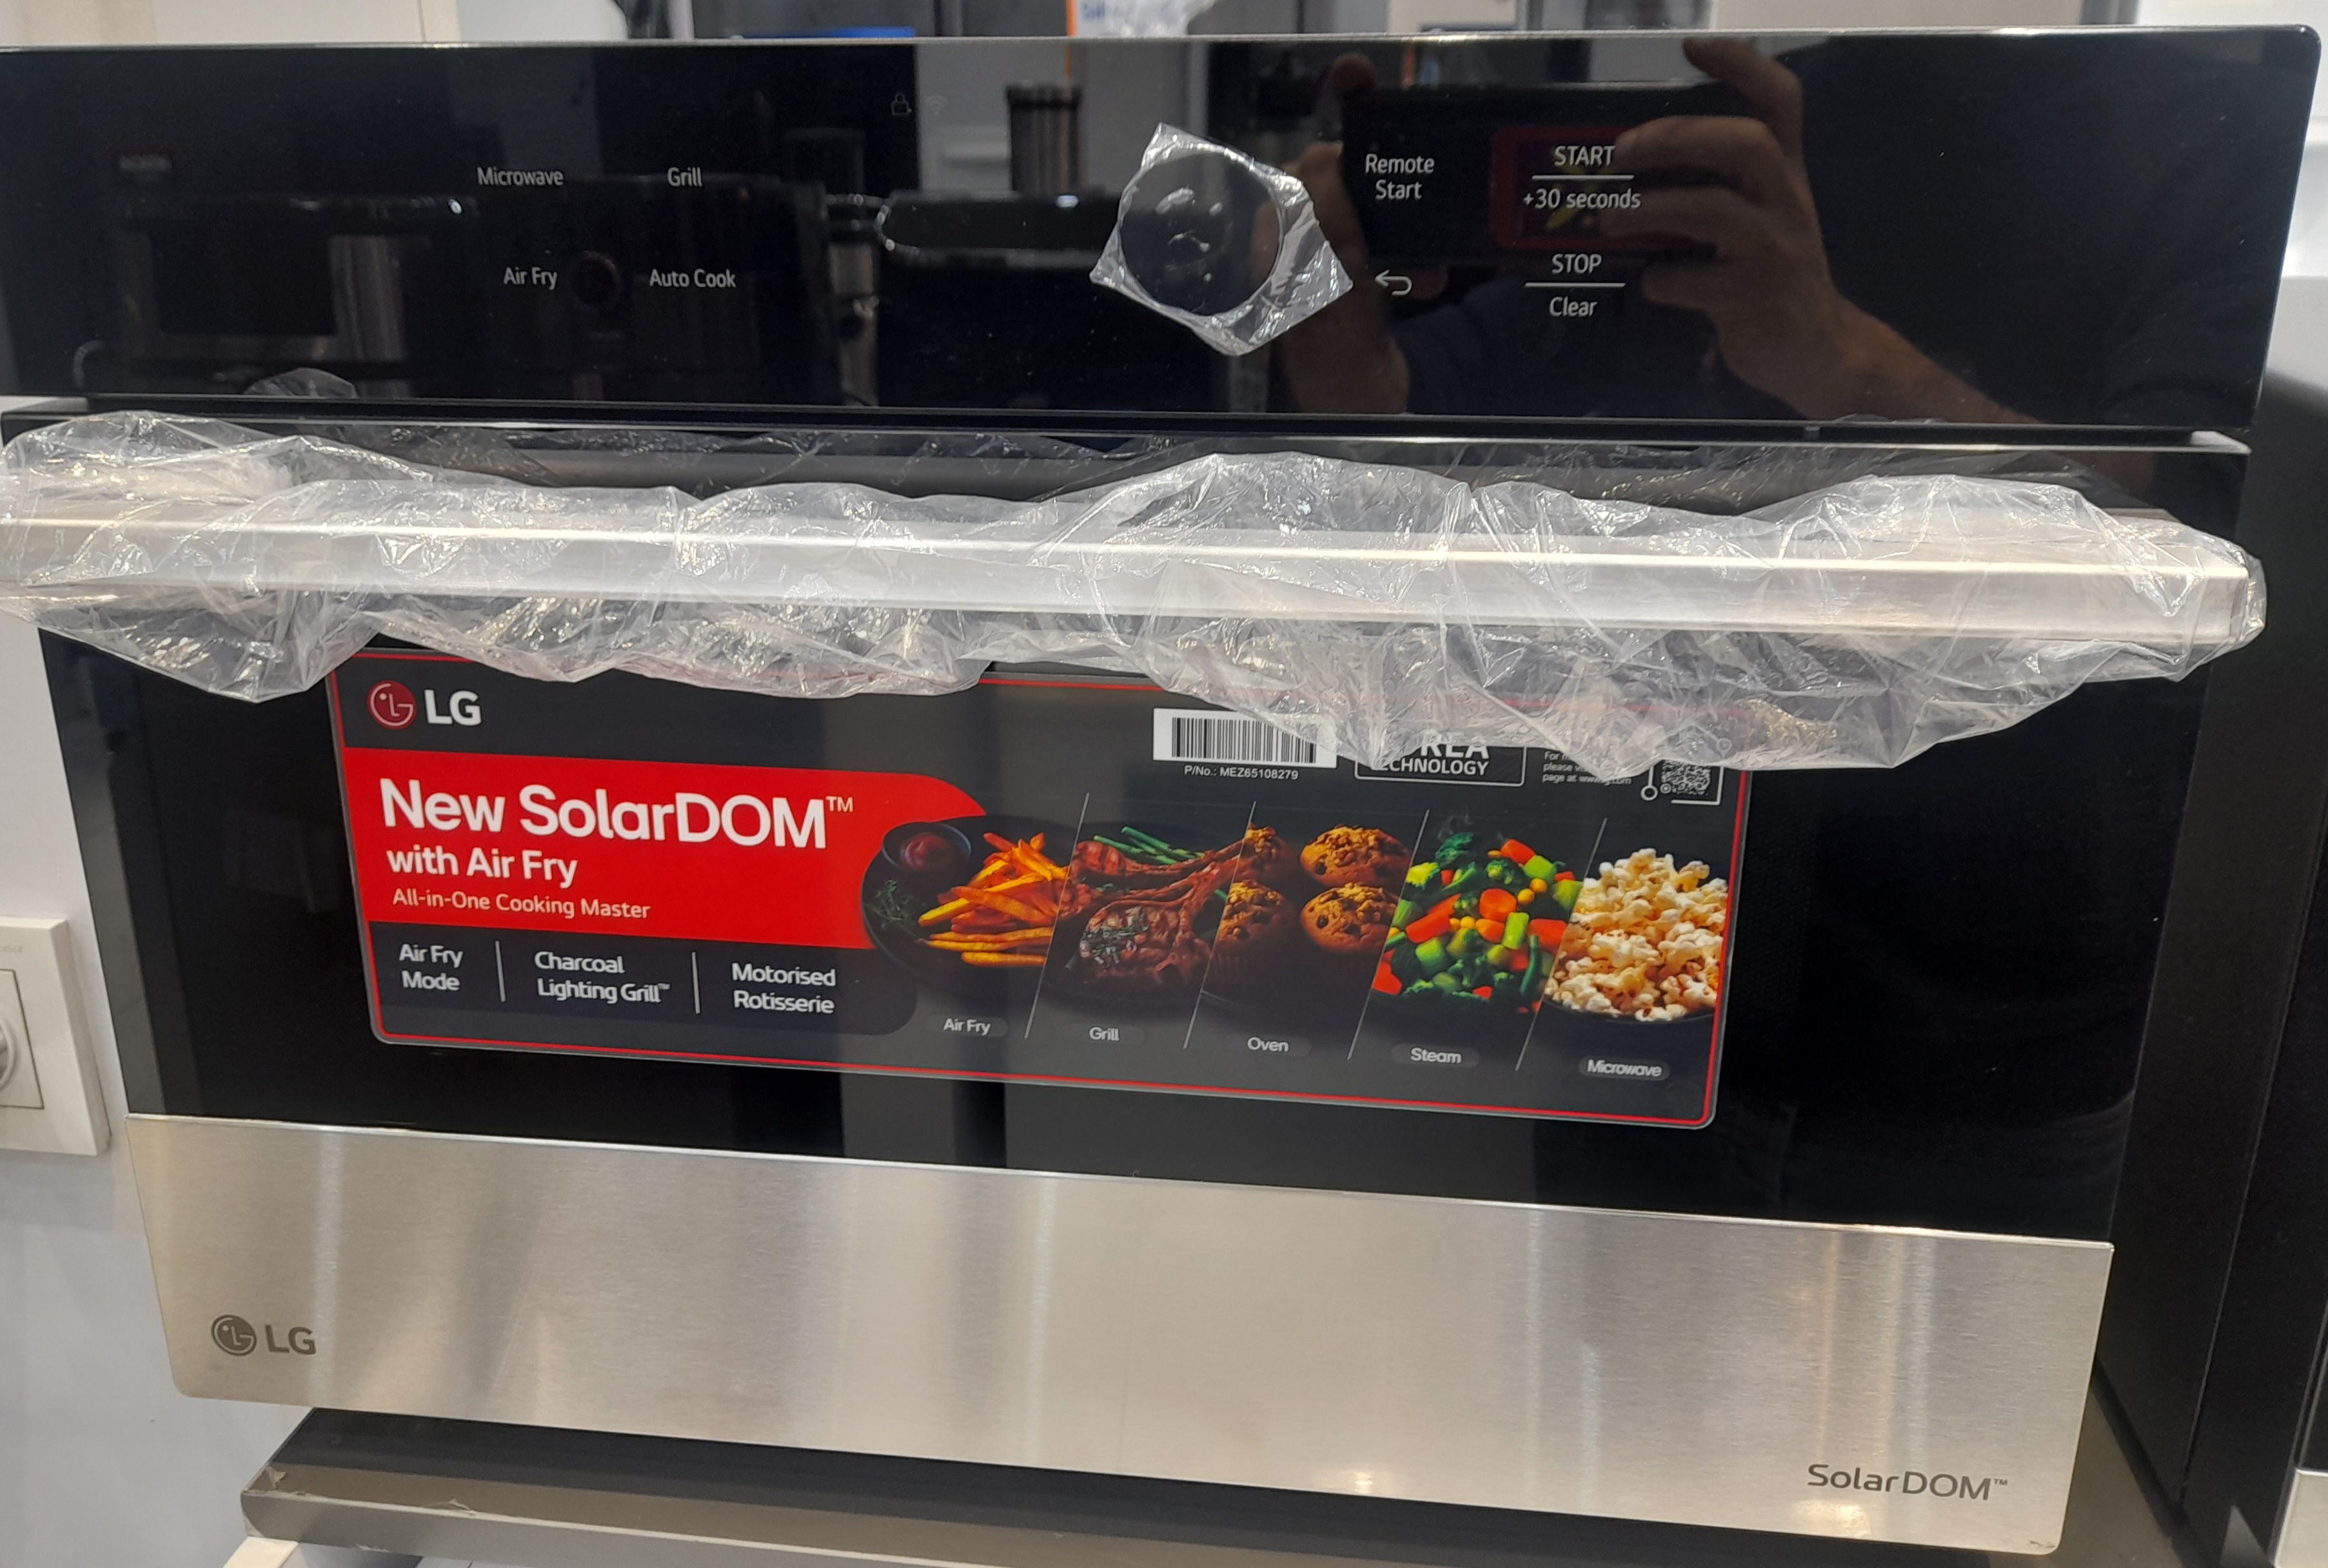 Microwave
Grill
Air Fry
Auto Cook
Remote
Start
START
+30 seconds
STOP
Clear
LG
P/No.: MEZ65108279
New SolarDOM™
with Air Fry
All-in-One Cooking Master
Air Fry
Mode
Charcoal
Lighting Grill™
Motorised
Rotisserie
Air Fry
Grill
Oven
Steam
Microwave
LG
SolarDOM™